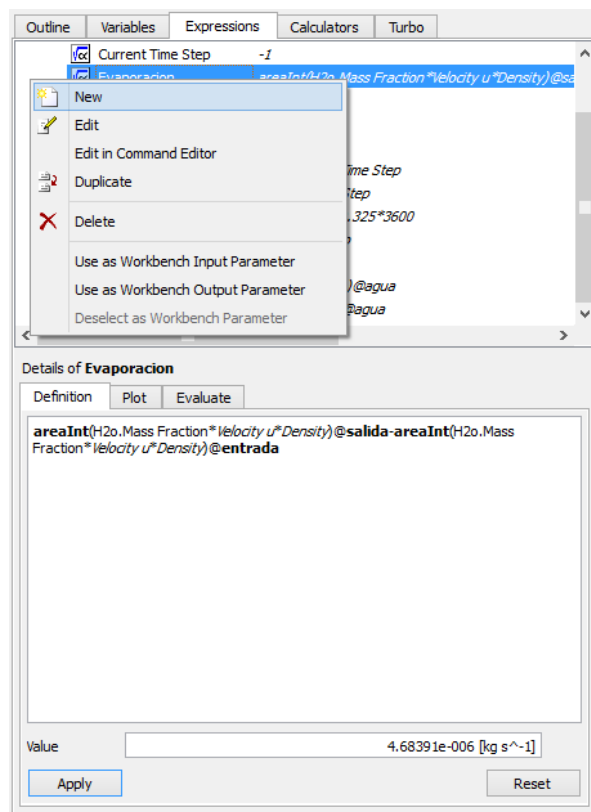 Outline Variables Expressions Calculators Turbo
Current Time Step -1
Evaporacion areaInt(H2o.Mass Fraction*Velocity u*Density)@sa
New
Edit
Edit in Command Editor
Time Step
Duplicate
Step
.325*3600
Delete
Use as Workbench Input Parameter
)@agua
Use as Workbench Output Parameter
@agua
Deselect as Workbench Parameter
Details of Evaporacion
Definition Plot Evaluate
areaInt(H2o.Mass Fraction*Velocity u*Density)@salida-areaInt(H2o.Mass
Fraction*Velocity u*Density)@entrada
Value 4.68391e-006 [kg s^-1]
Apply Reset